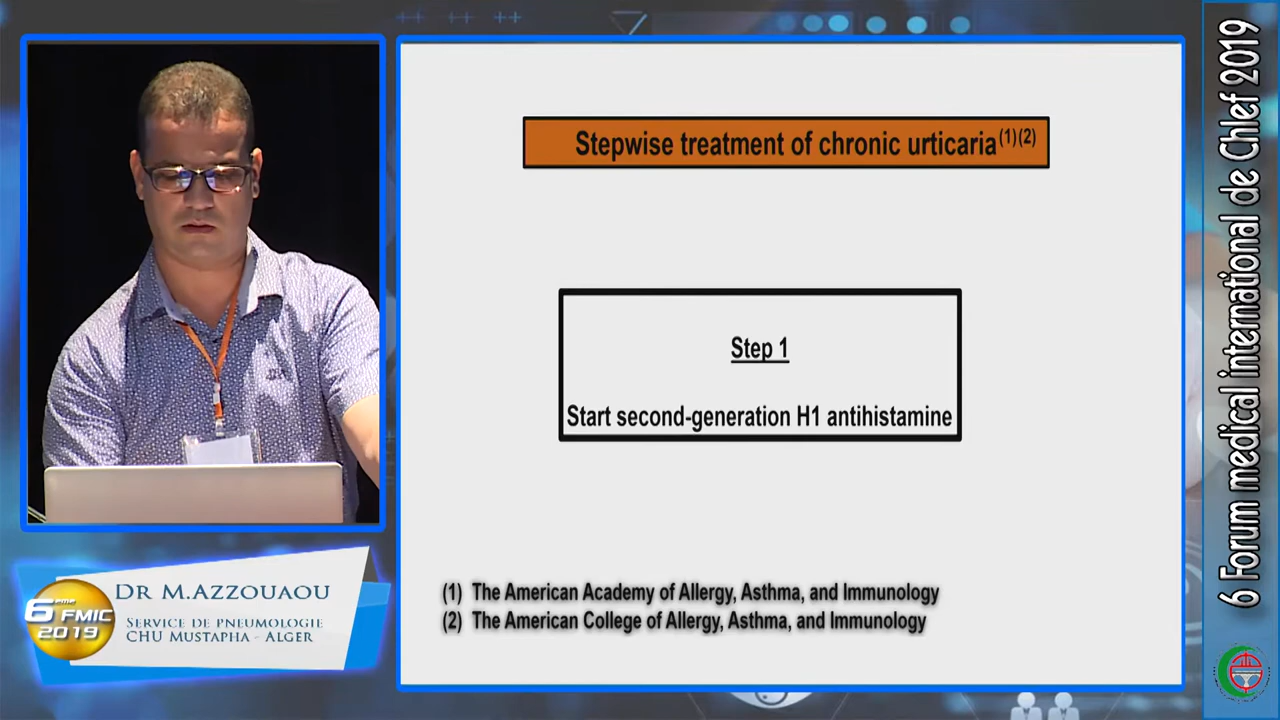 Stepwise treatment of chronic urticaria(1)(2)
Step 1
Start second-generation H1 antihistamine
(1) The American Academy of Allergy, Asthma, and Immunology
(2) The American College of Allergy, Asthma, and Immunology
6ème
FMIC
2019
Dr M.Azzouaou
Service de pneumologie
CHU Mustapha - Alger
6 Forum medical international de Chlef 2019